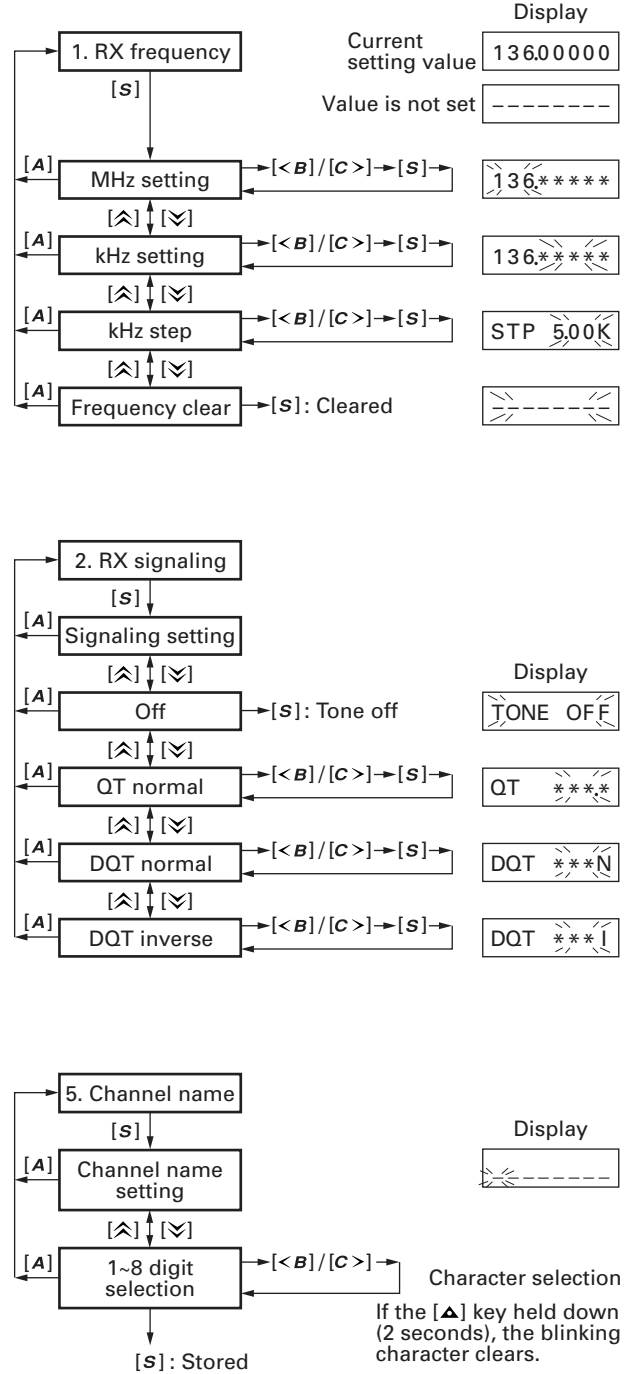 Display
1. RX frequency
Current
setting value
136.00000
[S]
Value is not set
--------
[A]
MHz setting
[<B]/[C>]
[S]
136.*****
[︽] [︾]
[A]
kHz setting
[<B]/[C>]
[S]
136.*****
[︽] [︾]
[A]
kHz step
[<B]/[C>]
[S]
STP 5.00K
[︽] [︾]
[A]
Frequency clear
[S]: Cleared
--------
2. RX signaling
[S]
[A]
Signaling setting
[︽] [︾]
Display
[A]
Off
[S]: Tone off
TONE OFF
[︽] [︾]
[A]
QT normal
[<B]/[C>]
[S]
QT ***.*
[︽] [︾]
[A]
DQT normal
[<B]/[C>]
[S]
DQT ***N
[︽] [︾]
[A]
DQT inverse
[<B]/[C>]
[S]
DQT ***I
5. Channel name
[S]
Display
[A]
Channel name
setting
--------
[︽] [︾]
[A]
1~8 digit
selection
[<B]/[C>]
Character selection
If the [▲] key held down
(2 seconds), the blinking
character clears.
[S]: Stored